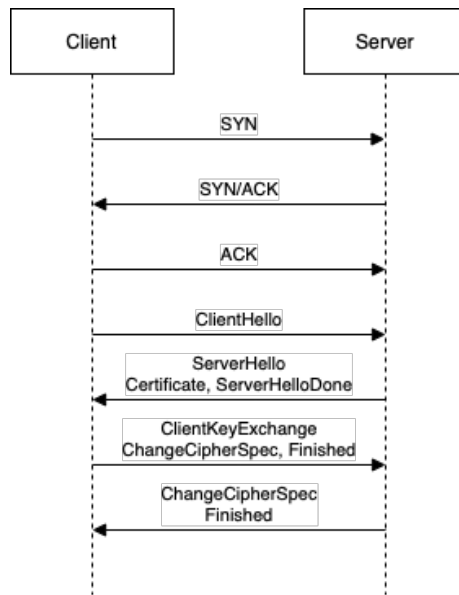 Client
Server
SYN
SYN/ACK
ACK
ClientHello
ServerHello
Certificate, ServerHelloDone
ClientKeyExchange
ChangeCipherSpec, Finished
ChangeCipherSpec
Finished